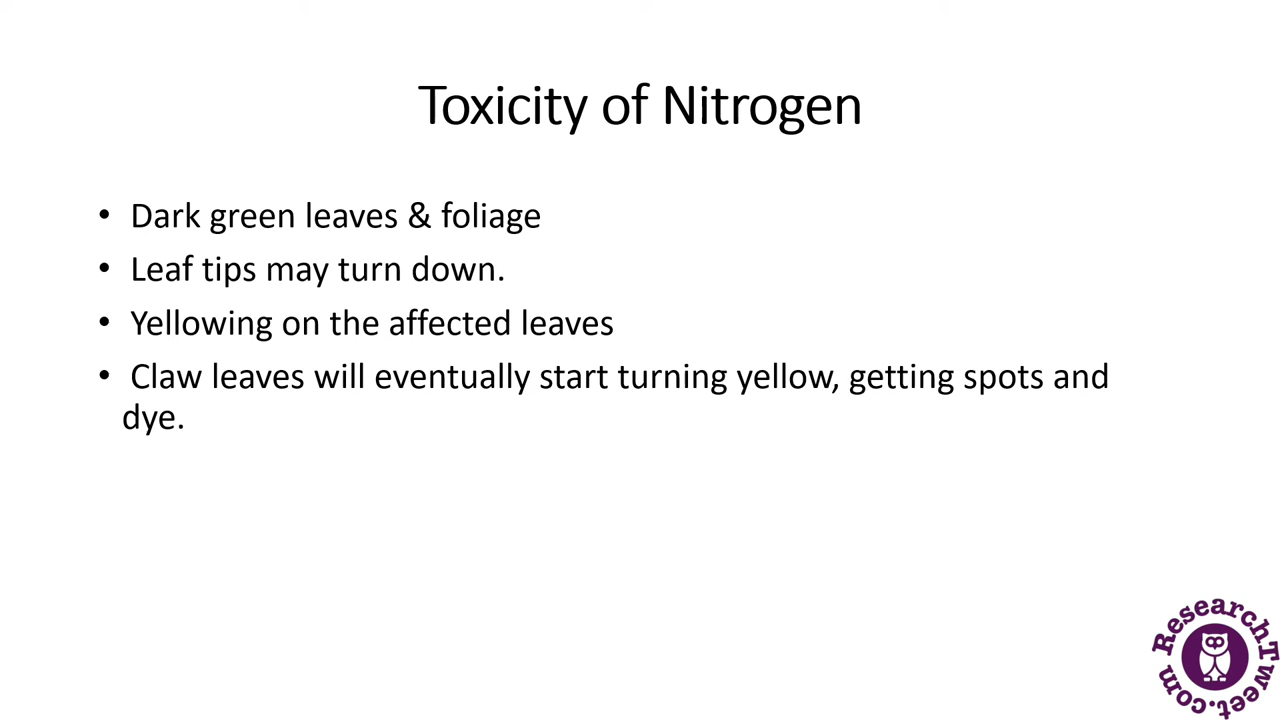 Toxicity of Nitrogen
• Dark green leaves & foliage
• Leaf tips may turn down.
• Yellowing on the affected leaves
• Claw leaves will eventually start turning yellow, getting spots and
dye.
ResearchTweet.com